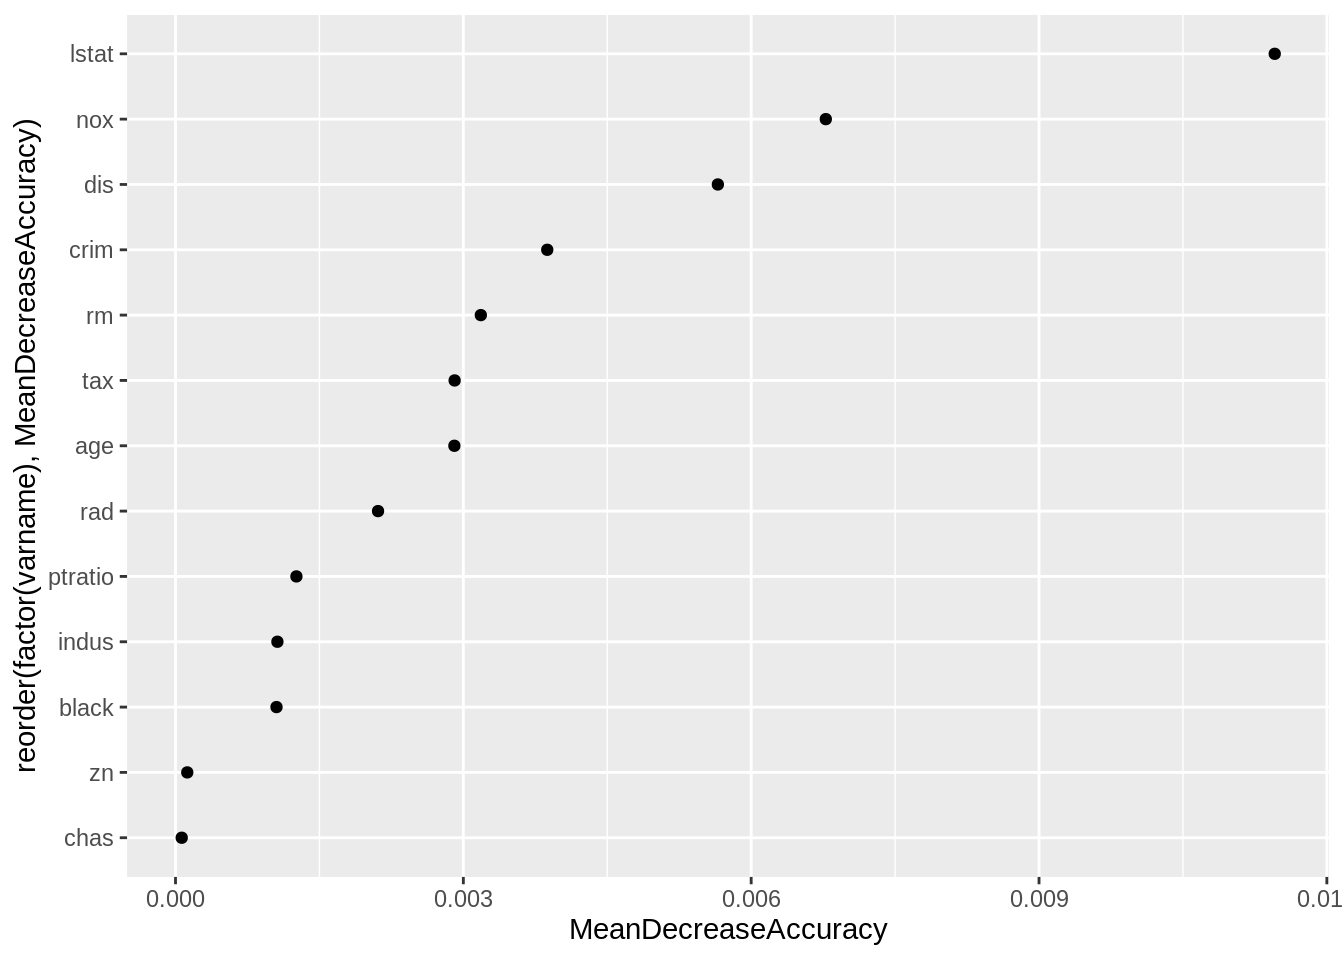 reorder(factor(varname), MeanDecreaseAccuracy)
lstat
nox
dis
crim
rm
tax
age
rad
ptratio
indus
black
zn
chas
0.000 0.003 0.006 0.009 0.01
MeanDecreaseAccuracy